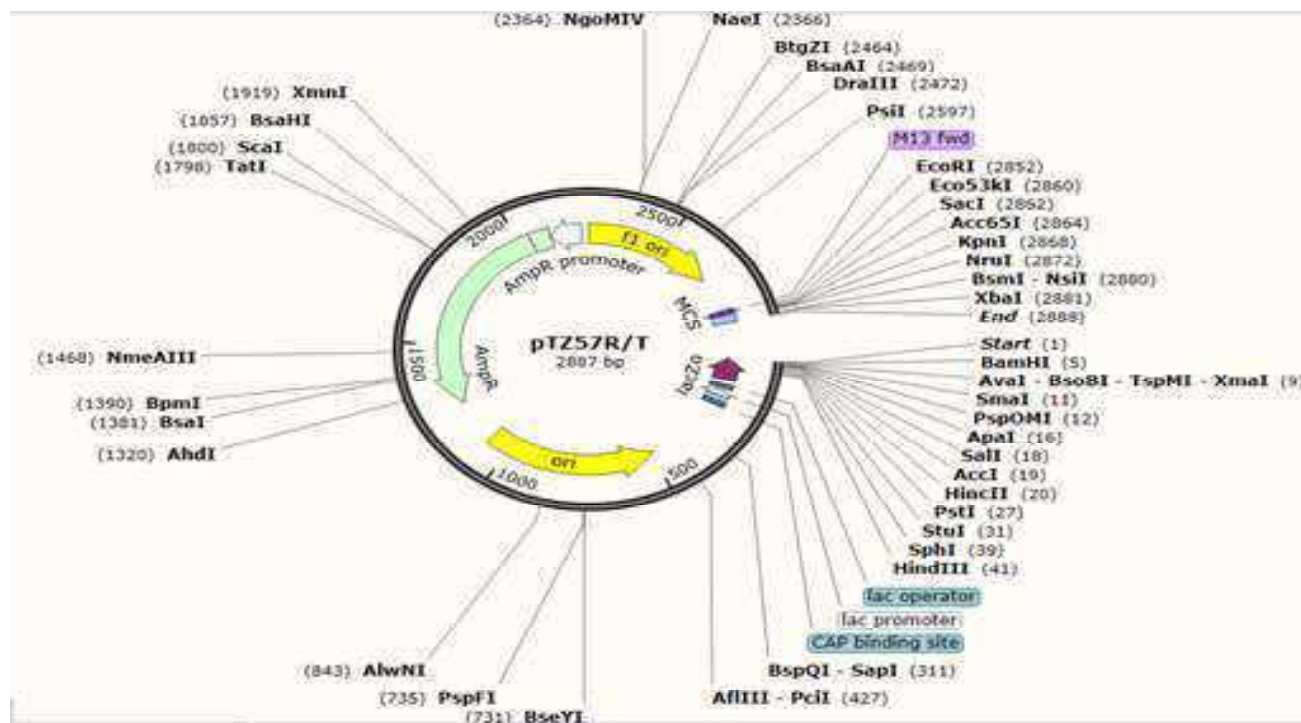 (2364) NgoMIV
NaeI (2366)
BtgZI (2464)
BsaAI (2469)
DraIII (2472)
PsiI (2597)
M13 fwd
EcoRI (2852)
Eco53kI (2860)
SacI (2862)
Acc65I (2864)
KpnI (2868)
NruI (2872)
BsmI - NsiI (2880)
XbaI (2881)
End (2888)
Start (1)
BamHI (5)
AvaI - BsoBI - TspMI - XmaI (9)
SmaI (11)
PspOMI (12)
ApaI (16)
SalI (18)
AccI (19)
HincII (20)
PstI (27)
StuI (31)
SphI (39)
HindIII (41)
lac operator
lac promoter
CAP binding site
BspQI - SapI (311)
AflIII - PciI (427)
(731) BseYI
(735) PspFI
(843) AlwNI
(1320) AhdI
(1381) BsaI
(1390) BpmI
(1468) NmeAIII
(1798) TatI
(1800) ScaI
(1857) BsaHI
(1919) XmnI
2500
2000
1500
1000
500
f1 ori
AmpR promoter
AmpR
ori
MCS
lacZα
pTZ57R/T
2887 bp